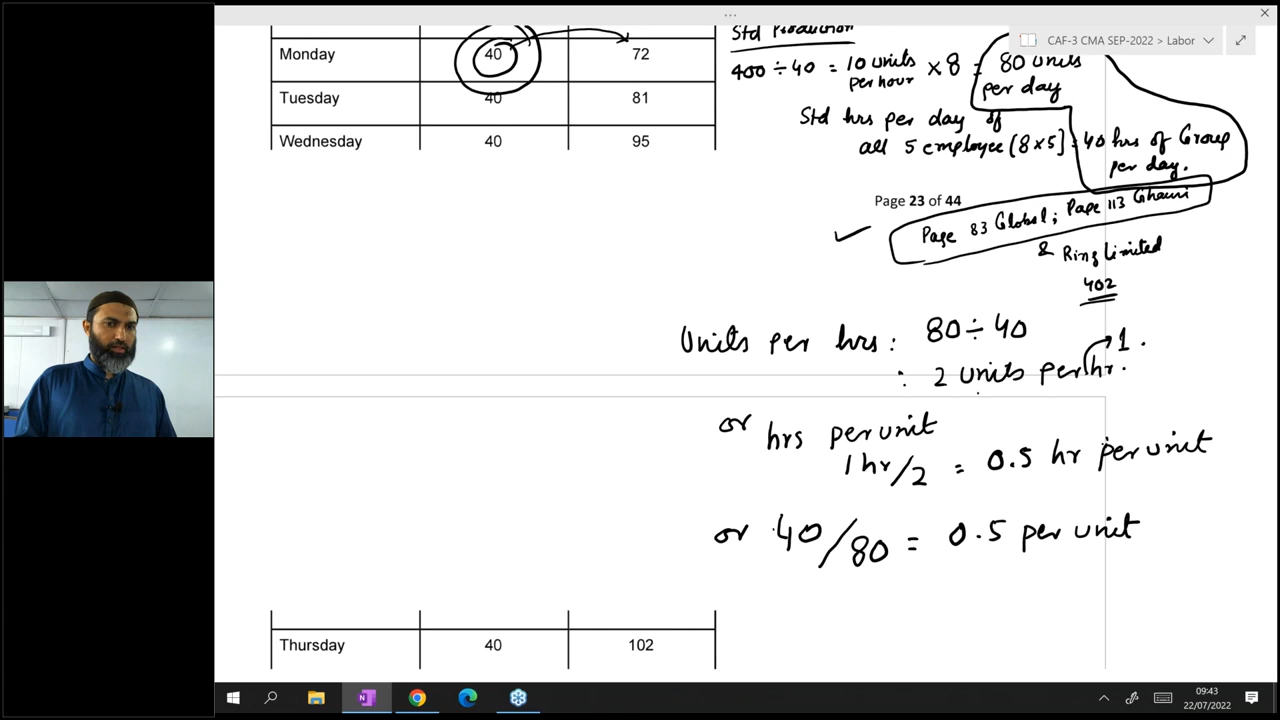 CAF-3 CMA SEP-2022 > Labor
Monday 40 72
Tuesday 40 81
Wednesday 40 95
Std Production
400 ÷ 40 = 10 units per hour × 8 = 80 units per day
Std hrs per day of
all 5 employee (8 × 5) = 40 hrs of Group
per day.
Page 23 of 44
Page 83 Global; Page 113 Ghauri
& Ring Limited
402
Units per hrs: 80 ÷ 40
: 2 units per hr. 1.
or hrs per unit
1 hr/2 = 0.5 hr per unit
or 40/80 = 0.5 per unit
Thursday 40 102
09:43
22/07/2022